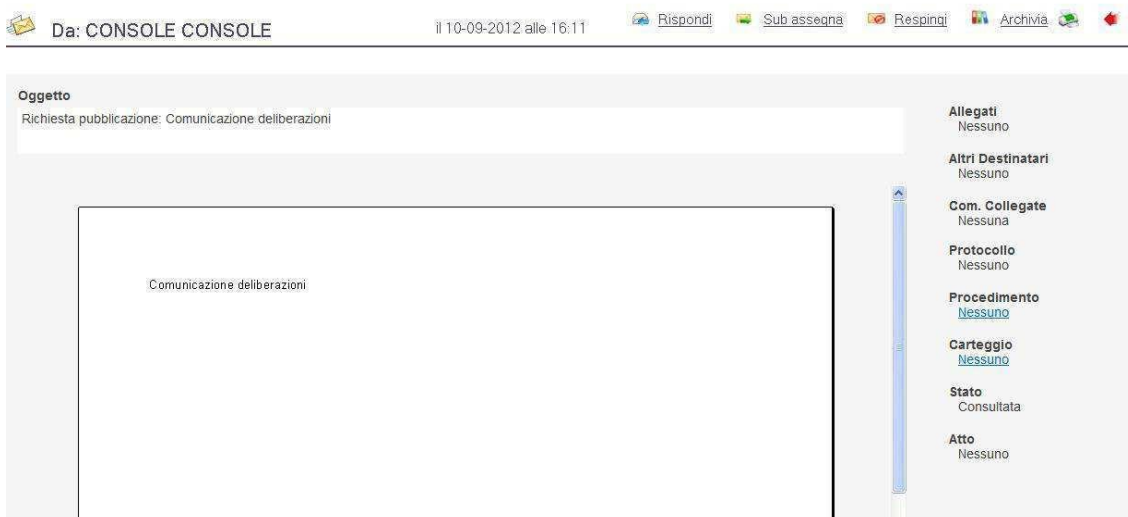 Da: CONSOLE CONSOLE
il 10-09-2012 alle 16:11
Rispondi
Sub assegna
Respingi
Archivia
Oggetto
Richiesta pubblicazione: Comunicazione deliberazioni
Comunicazione deliberazioni
Allegati
Nessuno
Altri Destinatari
Nessuno
Com. Collegate
Nessuna
Protocollo
Nessuno
Procedimento
Nessuno
Carteggio
Nessuno
Stato
Consultata
Atto
Nessuno